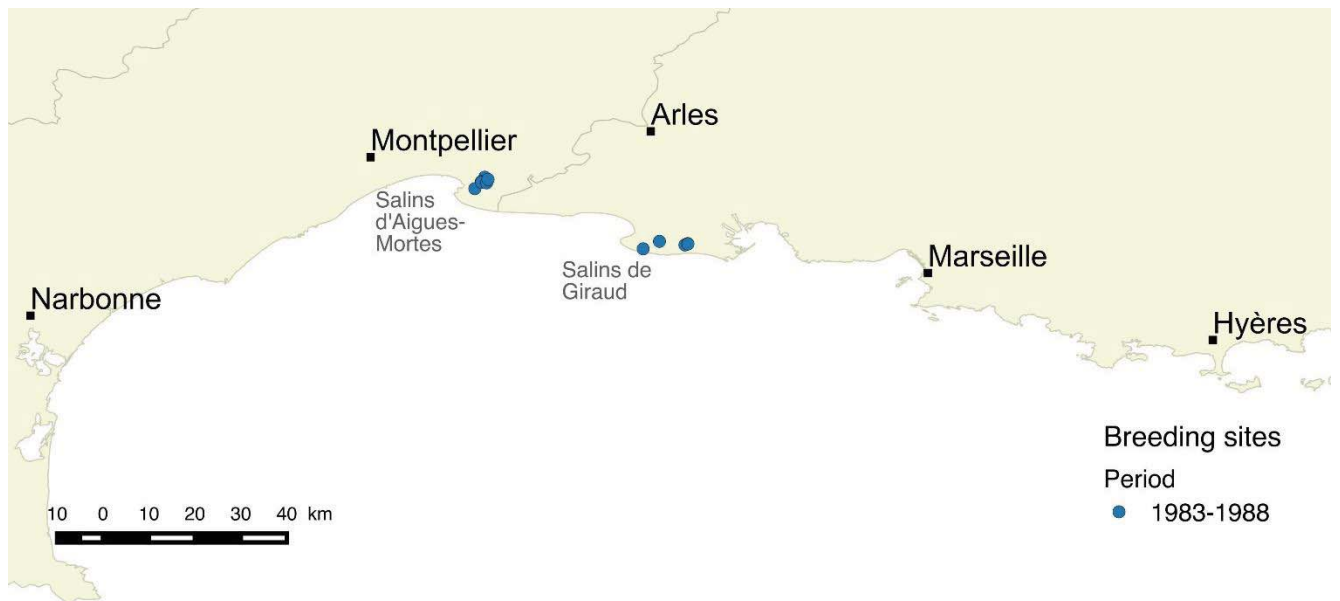 Arles
Montpellier
Salins
d'Aigues-
Mortes
Salins de
Giraud
Marseille
Narbonne
Hyères
Breeding sites
Period
1983-1988
10 0 10 20 30 40 km